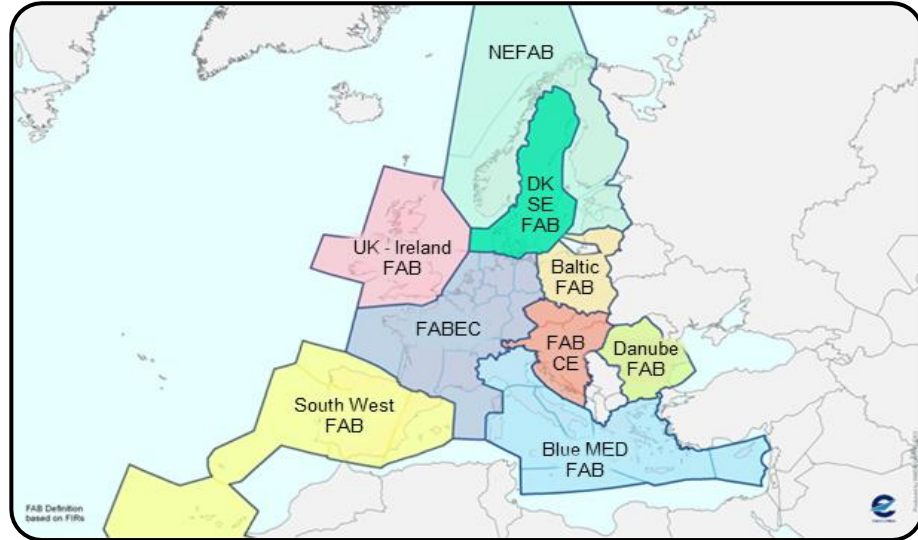 NEFAB
DK
SE
FAB
UK - Ireland
FAB
Baltic
FAB
FABEC
FAB
CE
Danube
FAB
South West
FAB
Blue MED
FAB
FAB Definition
based on FIRs